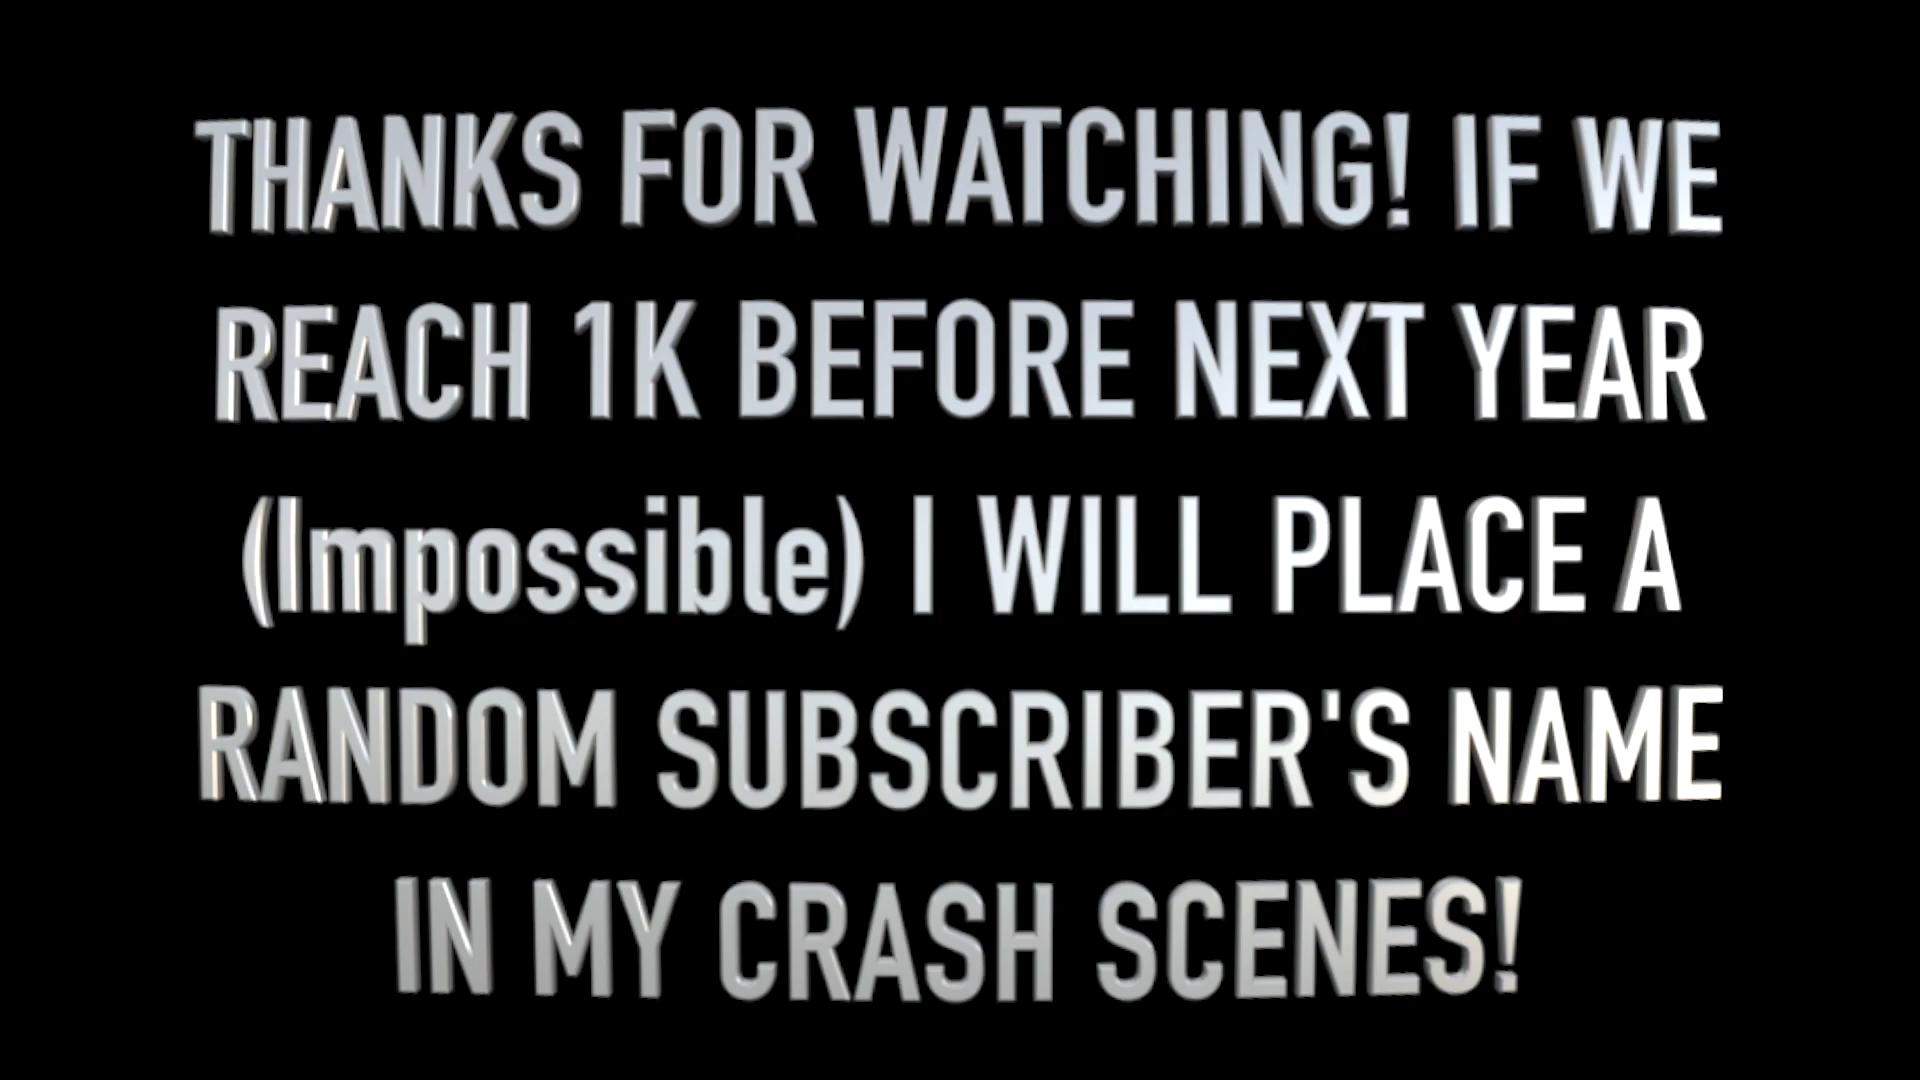 THANKS FOR WATCHING! IF WE
REACH 1K BEFORE NEXT YEAR
(Impossible) I WILL PLACE A
RANDOM SUBSCRIBER'S NAME
IN MY CRASH SCENES!